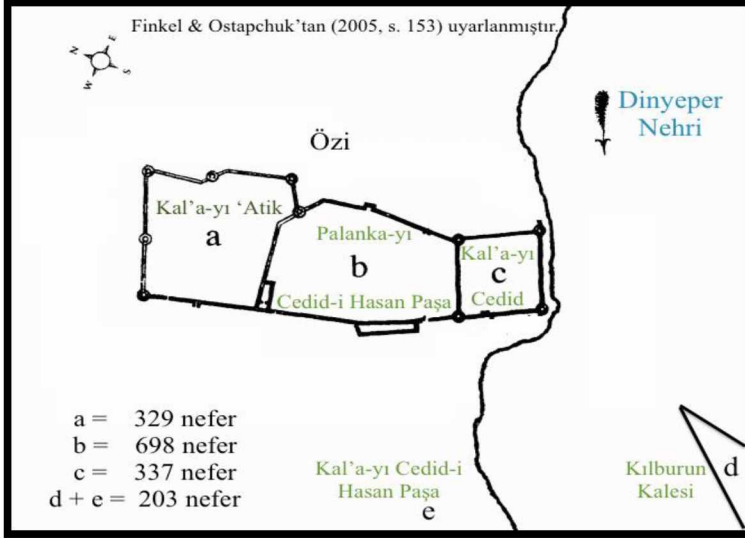 Finkel & Ostapchuk’tan (2005, s. 153) uyarlanmıştır.
N
E
W
S
Dinyeper
Nehri
Özi
Kal’a-yı ‘Atik
a
Palanka-yı
b
Cedid-i Hasan Paşa
Kal’a-yı
c
Cedid
a = 329 nefer
b = 698 nefer
c = 337 nefer
d + e = 203 nefer
Kal’a-yı Cedid-i
Hasan Paşa
e
Kılburun
Kalesi
d